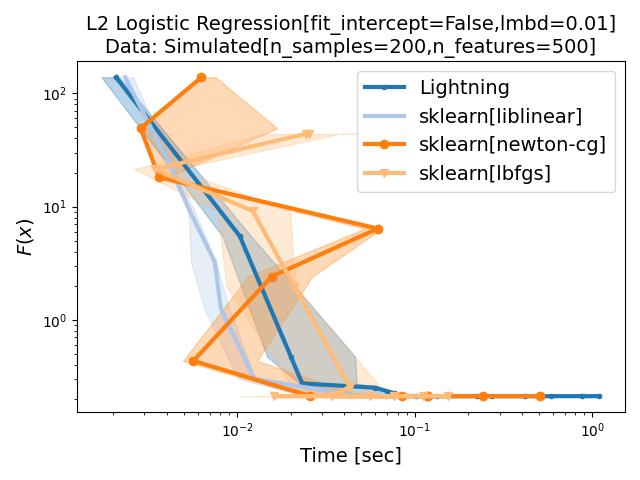 L2 Logistic Regression[fit_intercept=False,lmbd=0.01]
Data: Simulated[n_samples=200,n_features=500]
Lightning
sklearn[liblinear]
sklearn[newton-cg]
sklearn[lbfgs]
F(x)
10²
10¹
10⁰
10⁻²
10⁻¹
10⁰
Time [sec]